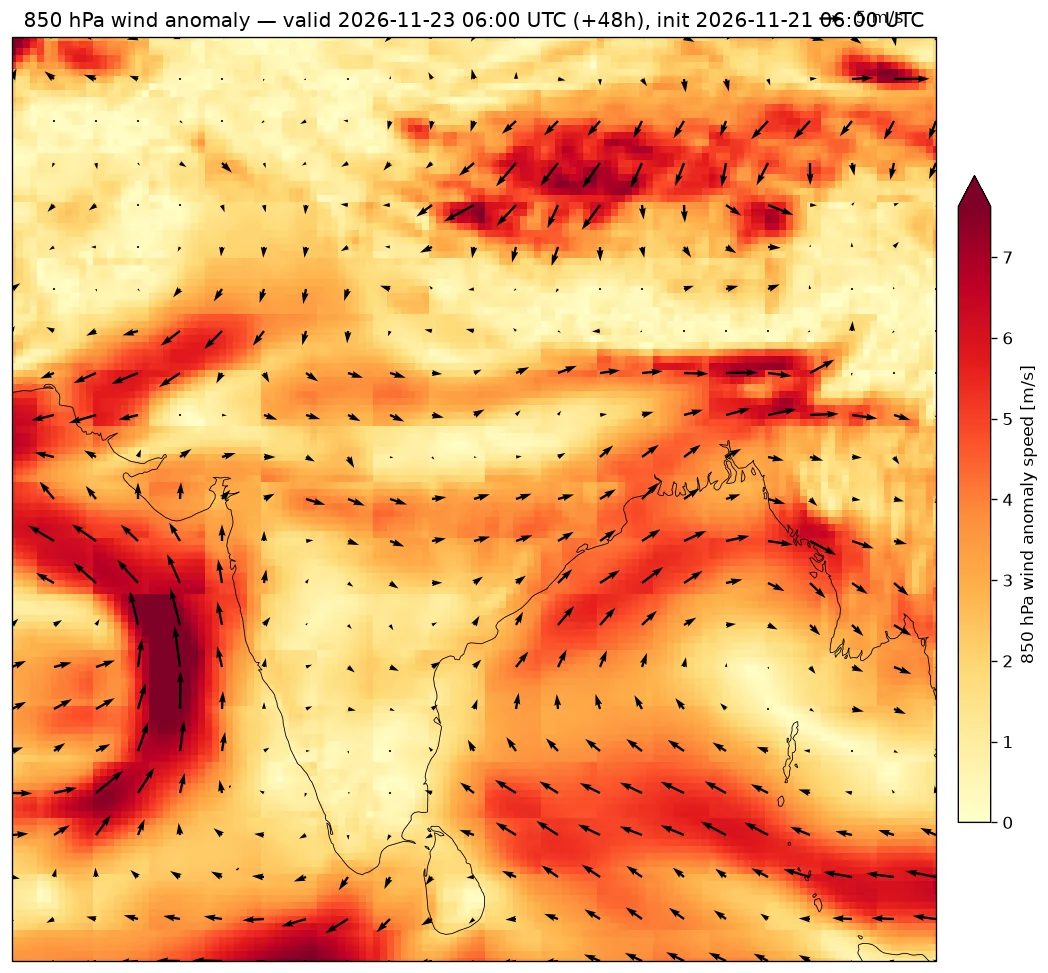 850 hPa wind anomaly — valid 2026-11-23 06:00 UTC (+48h), init 2026-11-21 06:00 UTC
5 m/s
7
6
5
4
3
2
1
0
850 hPa wind anomaly speed [m/s]